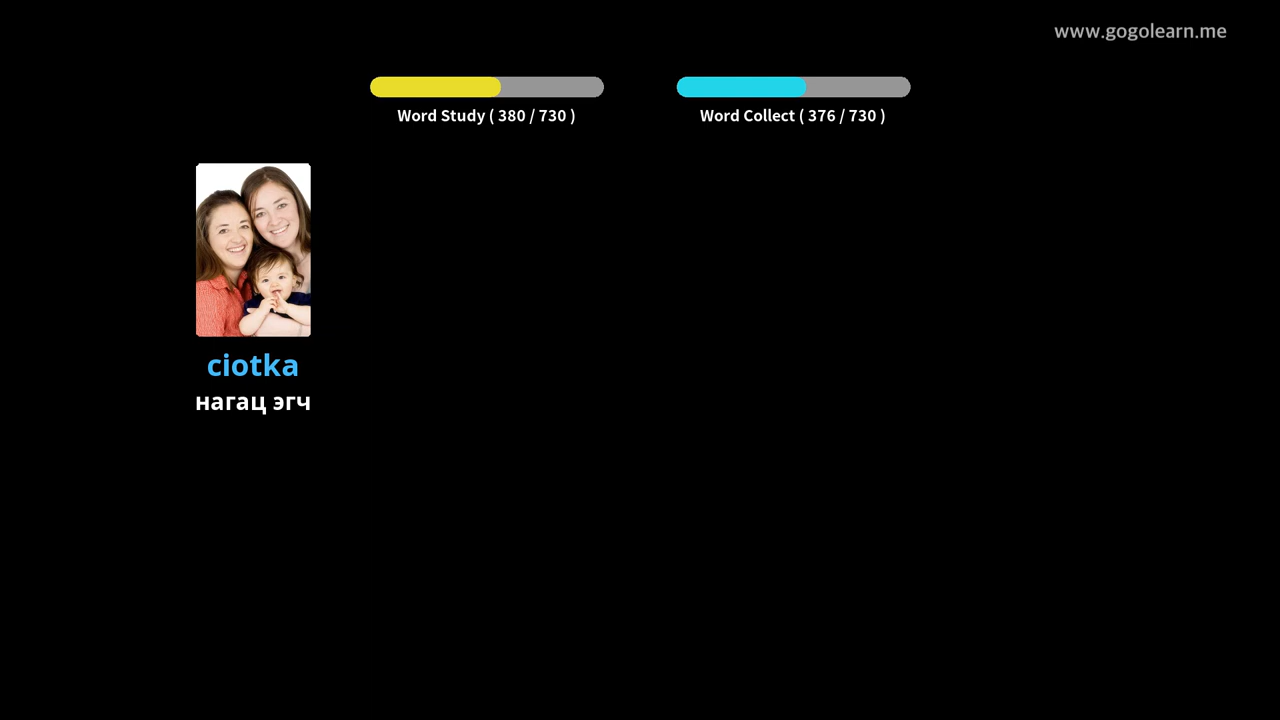 www.gogolearn.me
Word Study ( 380 / 730 )
Word Collect ( 376 / 730 )
ciotka
нагац эгч